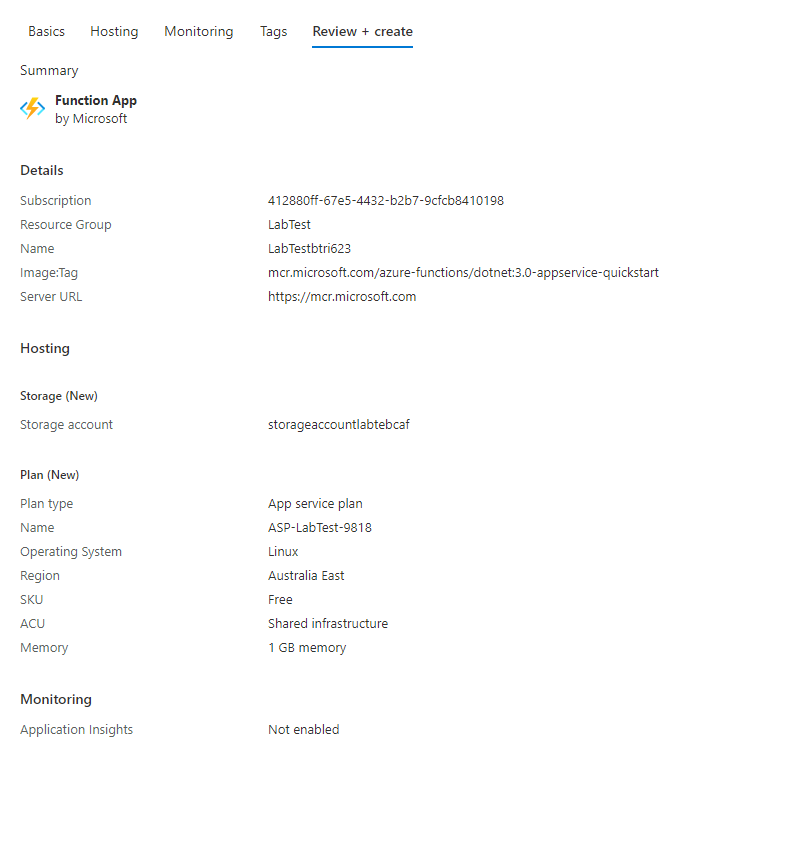 Basics Hosting Monitoring Tags Review + create
Summary
Function App
by Microsoft
Details
Subscription 412880ff-67e5-4432-b2b7-9cfcb8410198
Resource Group LabTest
Name LabTestbtri623
Image:Tag mcr.microsoft.com/azure-functions/dotnet:3.0-appservice-quickstart
Server URL https://mcr.microsoft.com
Hosting
Storage (New)
Storage account storageaccountlabtebcaf
Plan (New)
Plan type App service plan
Name ASP-LabTest-9818
Operating System Linux
Region Australia East
SKU Free
ACU Shared infrastructure
Memory 1 GB memory
Monitoring
Application Insights Not enabled